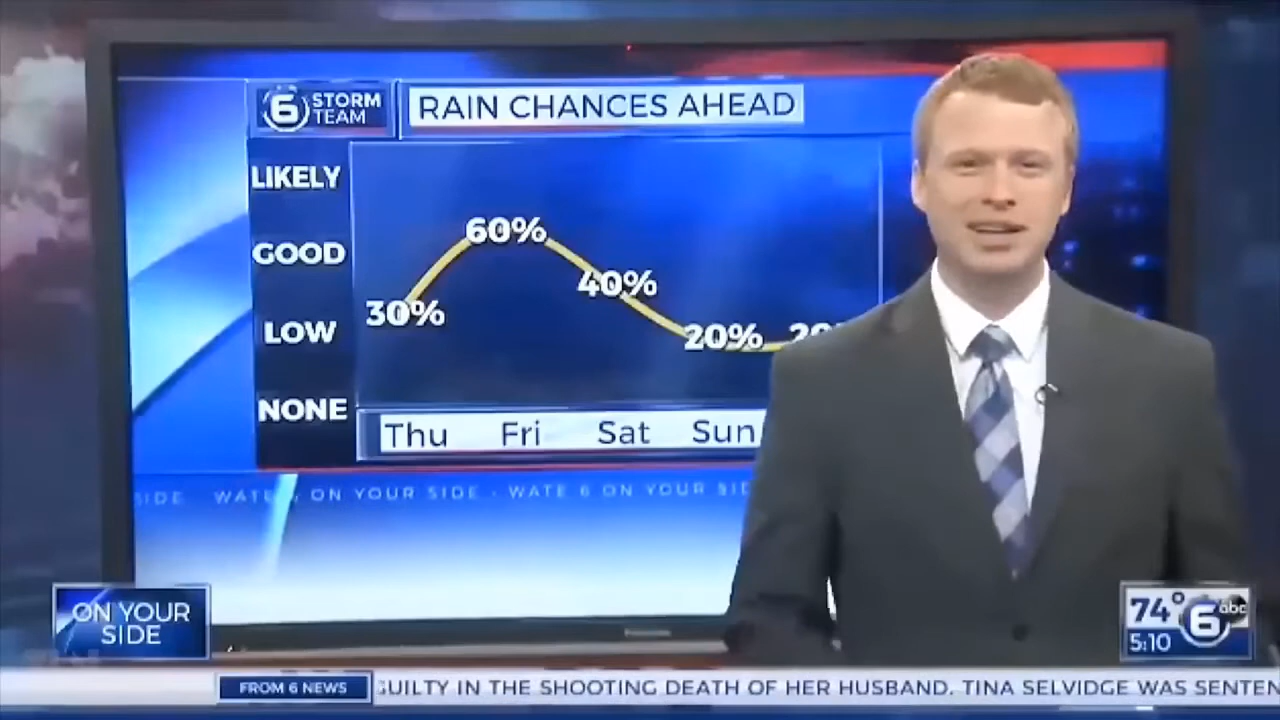 6 STORM TEAM
RAIN CHANCES AHEAD
LIKELY
GOOD
LOW
NONE
60%
40%
30%
20%
Thu Fri Sat Sun
SIDE WATE 6 ON YOUR SIDE · WATE 6 ON YOUR SID
ON YOUR
SIDE
74°
5:10
6 abc
FROM 6 NEWS
GUILTY IN THE SHOOTING DEATH OF HER HUSBAND. TINA SELVIDGE WAS SENTEN